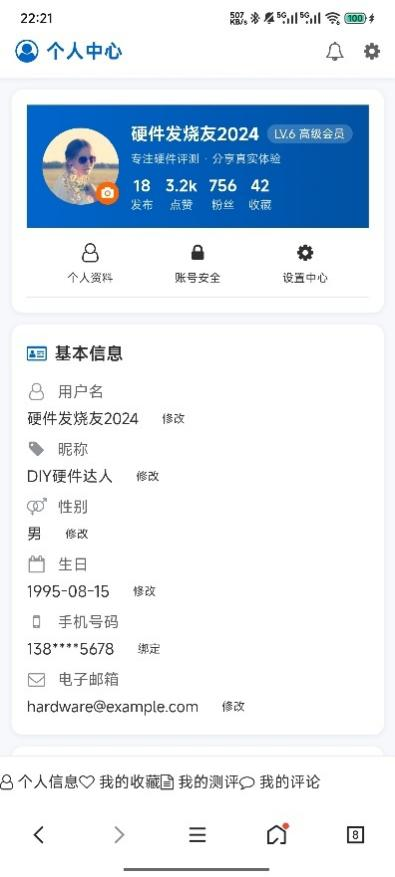 22:21
507 KB/s 5G 5G 100
个人中心
硬件发烧友2024 LV.6 高级会员
专注硬件评测 · 分享真实体验
18 3.2k 756 42
发布 点赞 粉丝 收藏
个人资料 账号安全 设置中心
基本信息
用户名
硬件发烧友2024 修改
昵称
DIY硬件达人 修改
性别
男 修改
生日
1995-08-15 修改
手机号码
138****5678 绑定
电子邮箱
hardware@example.com 修改
个人信息 我的收藏 我的测评 我的评论
8